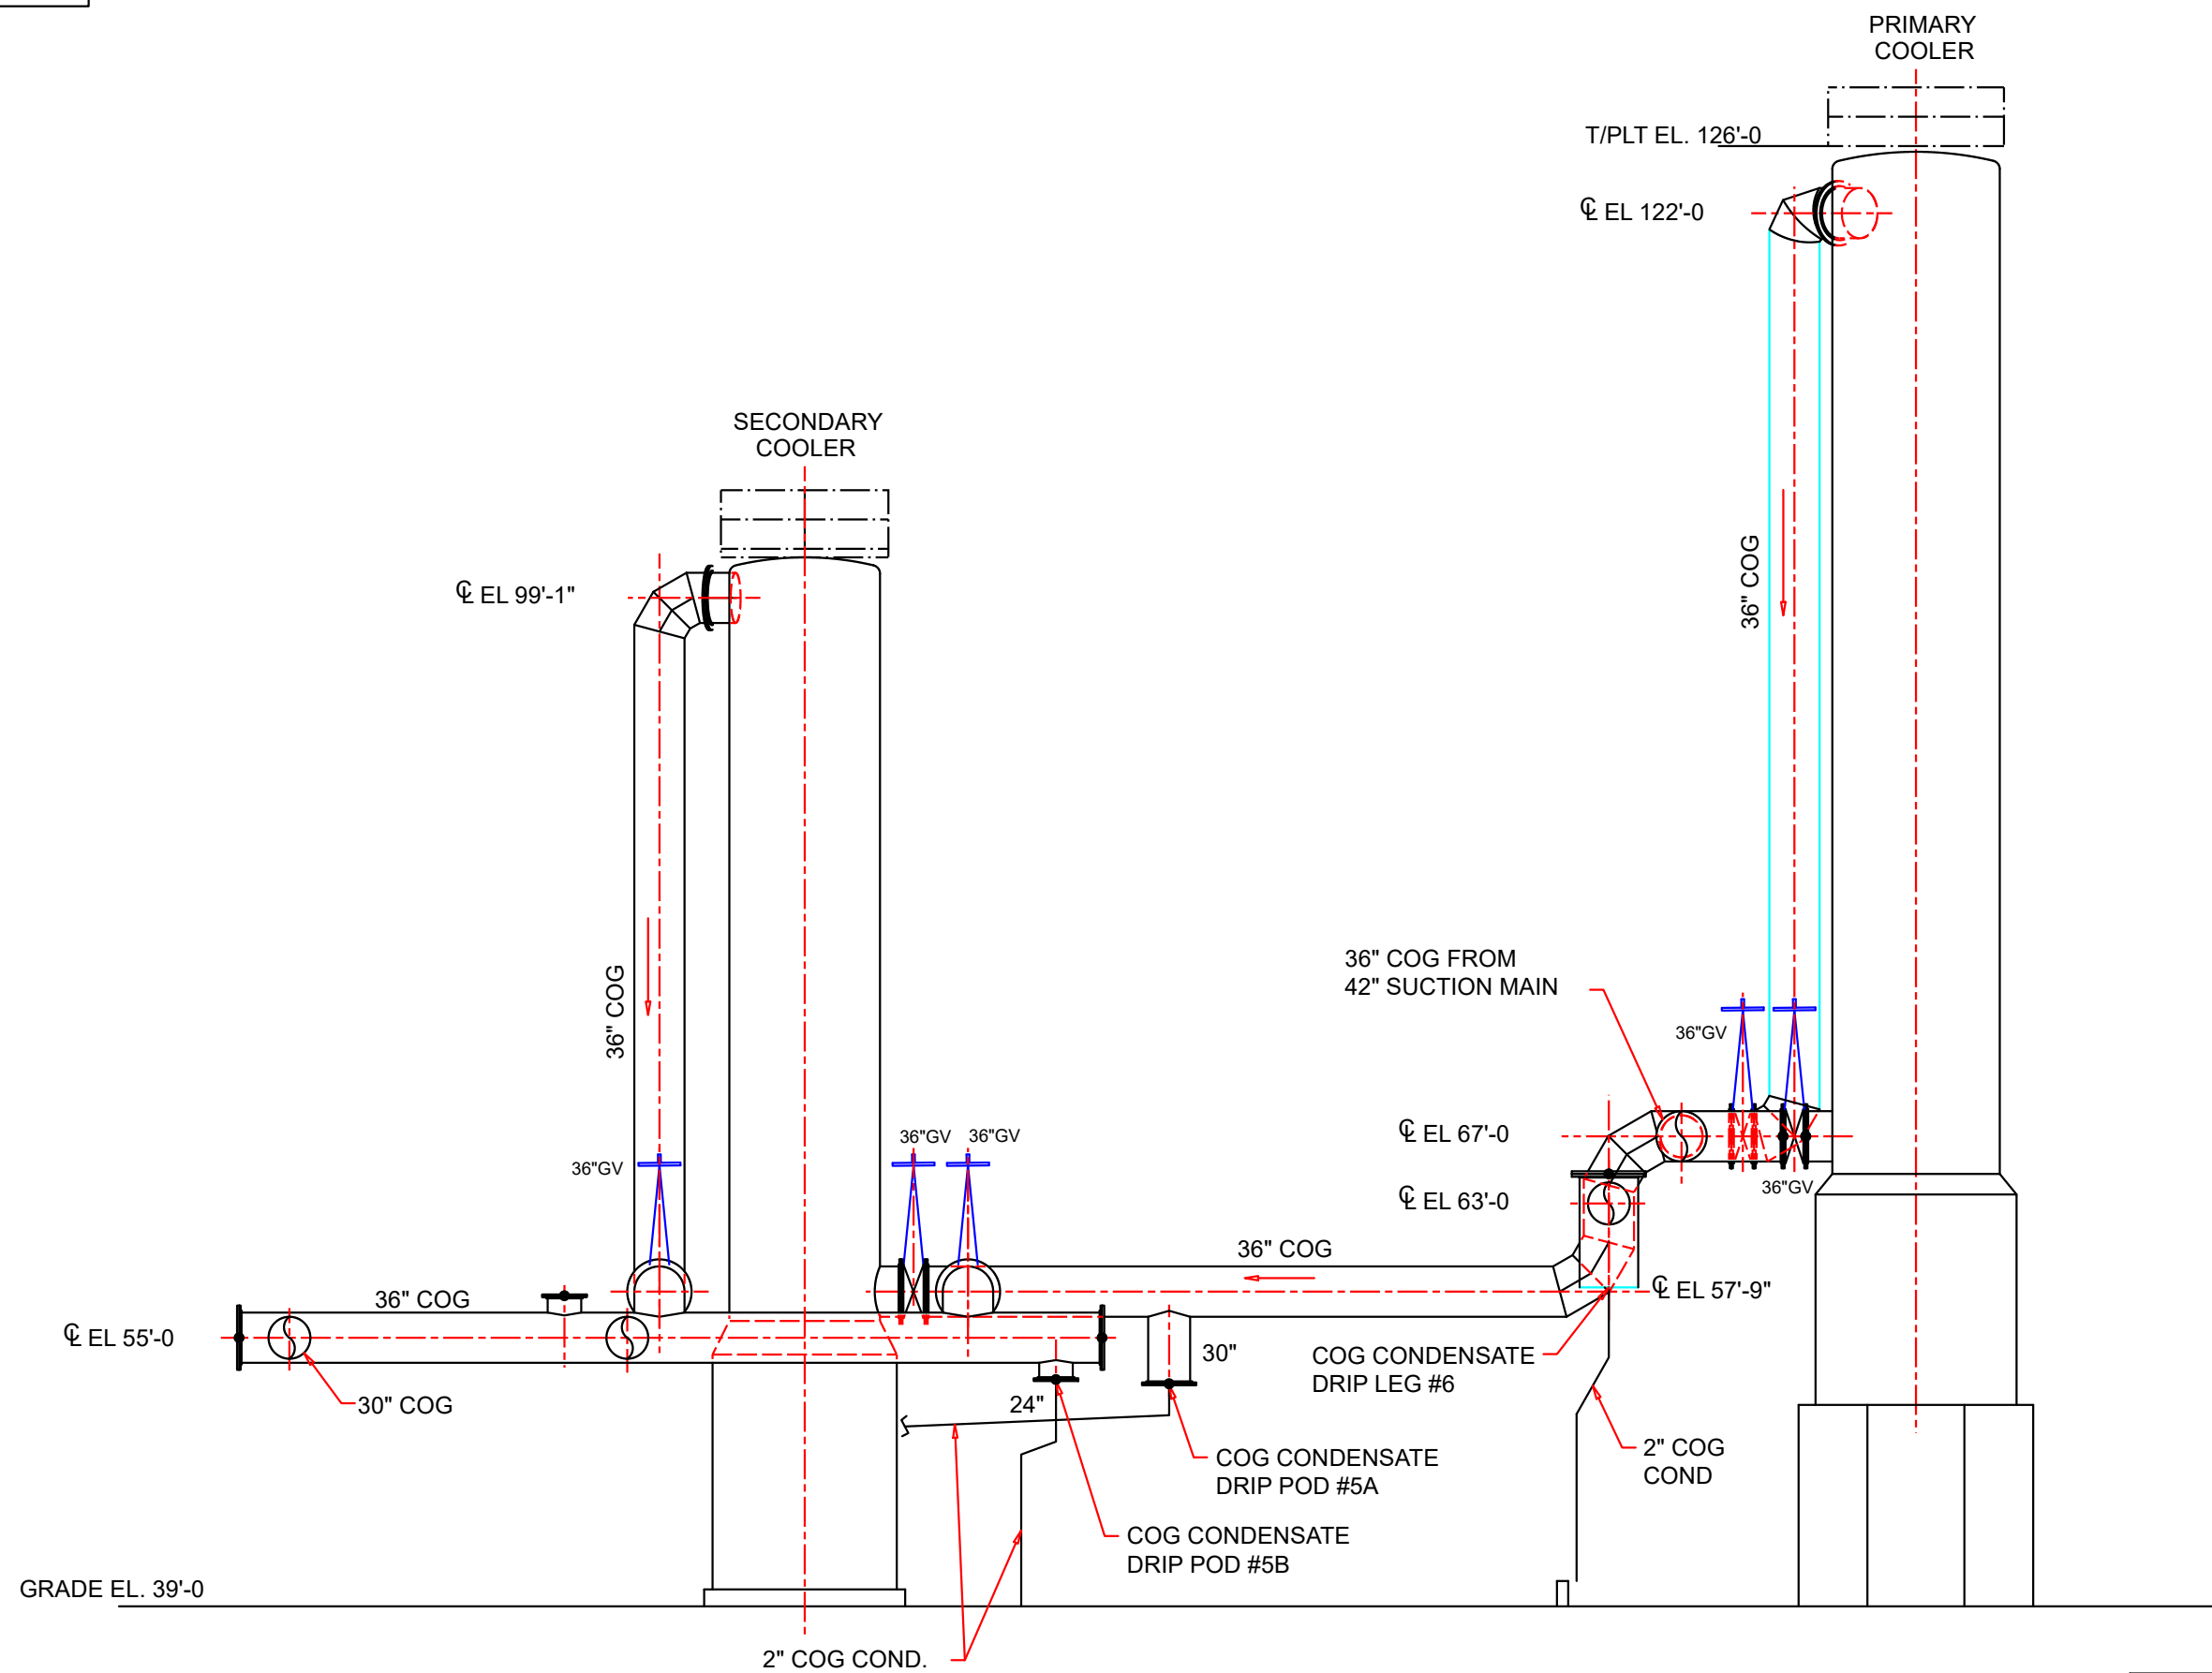 PRIMARY
COOLER
T/PLT EL. 126'-0
℄ EL 122'-0
36" COG
SECONDARY
COOLER
℄ EL 99'-1"
36" COG
36" COG FROM
42" SUCTION MAIN
36"GV
℄ EL 67'-0
36"GV
36"GV
36"GV
36"GV
℄ EL 63'-0
36" COG
℄ EL 57'-9"
36" COG
℄ EL 55'-0
30" COG
30"
24"
COG CONDENSATE
DRIP LEG #6
2" COG
COND
COG CONDENSATE
DRIP POD #5A
COG CONDENSATE
DRIP POD #5B
GRADE EL. 39'-0
2" COG COND.